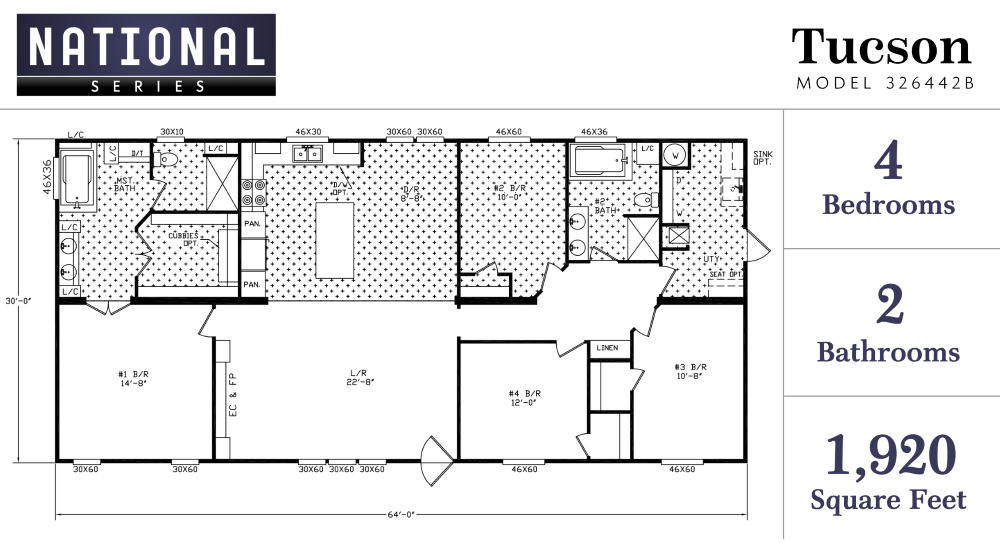 NATIONAL
SERIES
Tucson
MODEL 326442B
L/C
30X10
46X30
30X60
30X60
46X60
46X36
46X36
L/C
D/T
L/C
MST.
BATH
D/W
OPT.
D/R
8'-8"
#2 B/R
10'-0"
L/C
#2
BATH
W
D
W
SINK
OPT.
L/C
L/C
CUBBIES
OPT.
PAN.
PAN.
UTY
SEAT OPT.
30'-0"
#1 B/R
14'-8"
EC & FP
L/R
22'-8"
LINEN
#4 B/R
12'-0"
#3 B/R
10'-8"
30X60
30X60
30X60
30X60
30X60
46X60
46X60
64'-0"
4
Bedrooms
2
Bathrooms
1,920
Square Feet